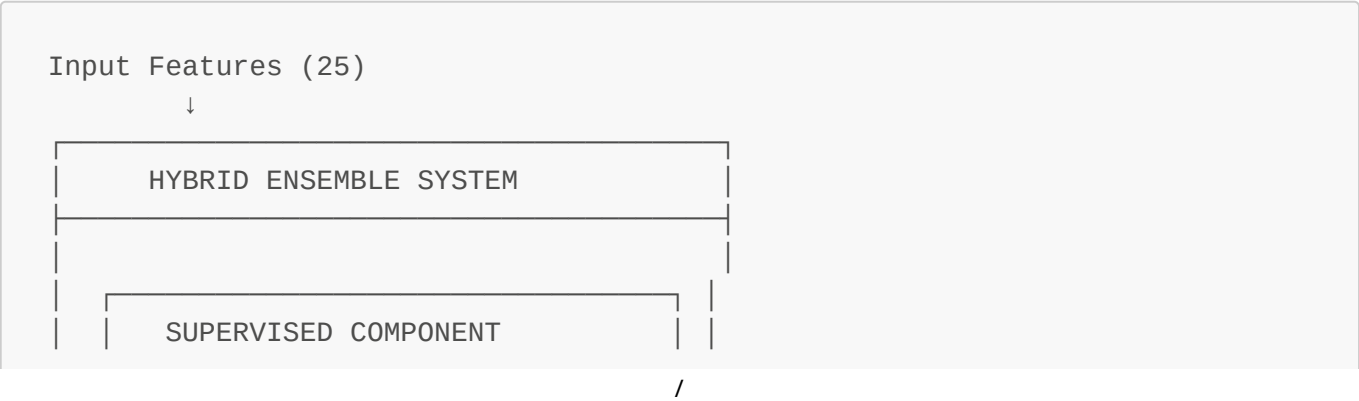 Input Features (25)
↓
HYBRID ENSEMBLE SYSTEM
SUPERVISED COMPONENT
/